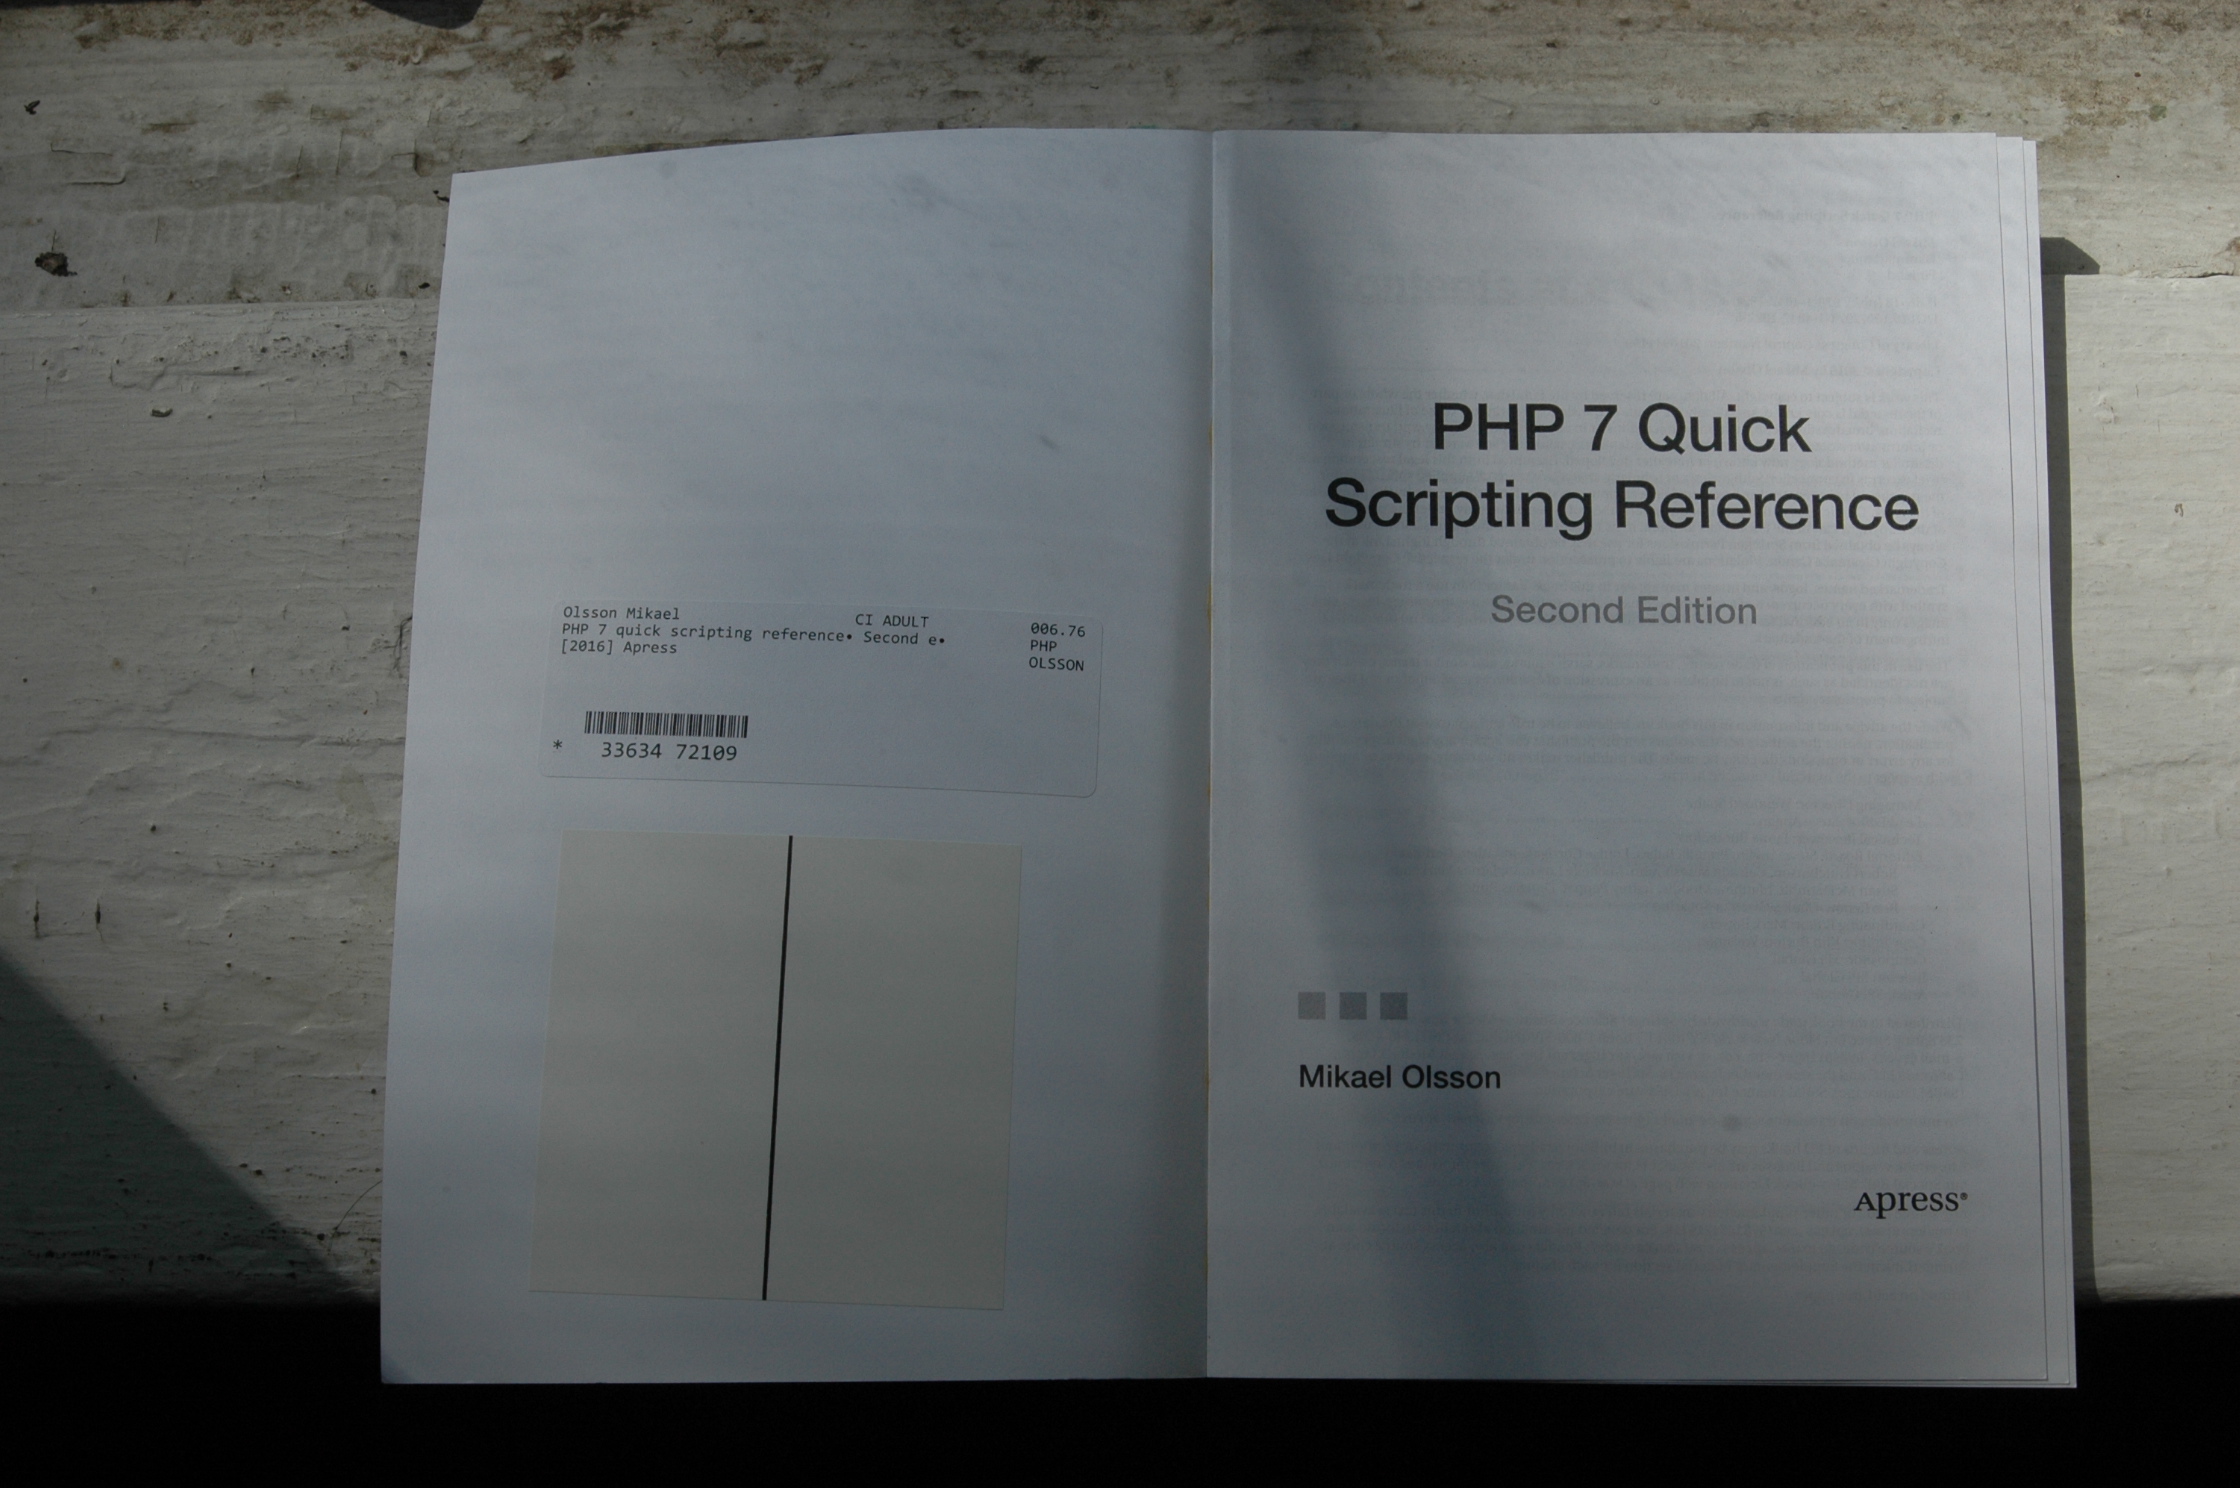 Olsson Mikael
CI ADULT
PHP 7 quick scripting reference• Second e•
[2016] Apress
006.76
PHP
OLSSON
* 33634 72109
PHP 7 Quick
Scripting Reference
Second Edition
Mikael Olsson
Apress®